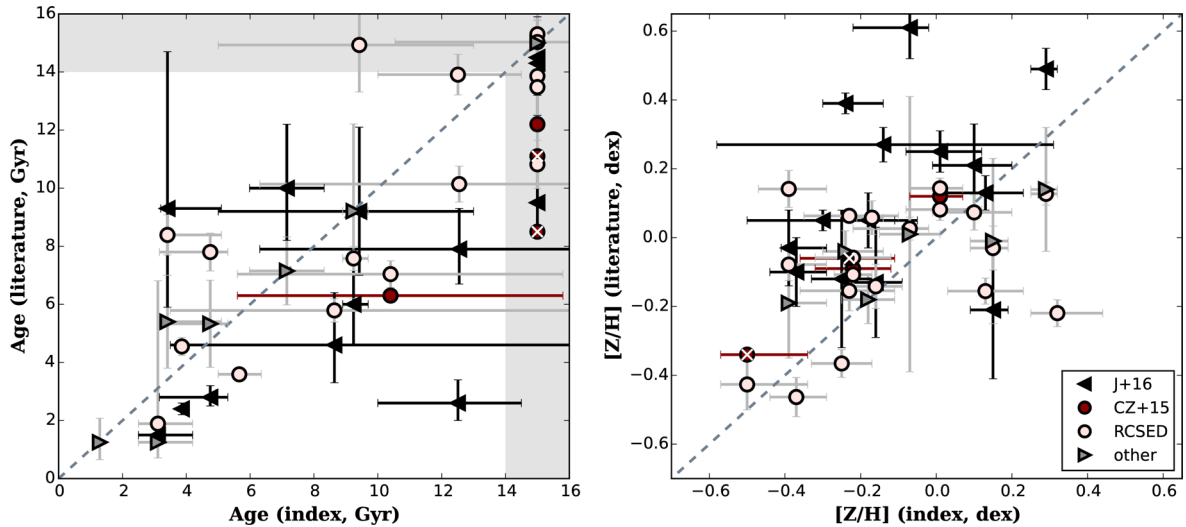 16
14
12
10
8
6
4
2
0
0 2 4 6 8 10 12 14 16
Age (literature, Gyr)
Age (index, Gyr)
0.6
0.4
0.2
0.0
−0.2
−0.4
−0.6
−0.6 −0.4 −0.2 0.0 0.2 0.4 0.6
[Z/H] (literature, dex)
[Z/H] (index, dex)
J+16
CZ+15
RCSED
other